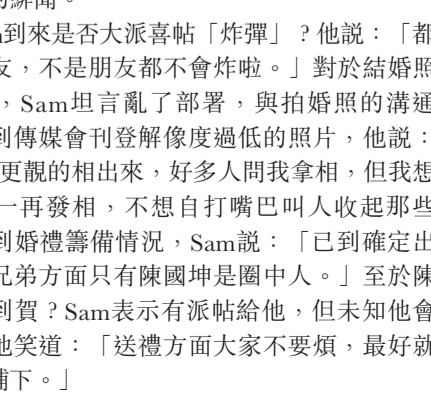 的緋聞。
到來是否大派喜帖「炸彈」？他説：「都
友，不是朋友都不會炸啦。」對於結婚照
，Sam坦言亂了部署，與拍婚照的溝通
到傳媒會刊登解像度過低的照片，他説：
更靚的相出來，好多人問我拿相，但我想
一再發相，不想自打嘴巴叫人收起那些
到婚禮籌備情況，Sam説：「已到確定出
兄弟方面只有陳國坤是圈中人。」至於陳
到賀？Sam表示有派帖給他，但未知他會
他笑道：「送禮方面大家不要煩，最好就
下。」